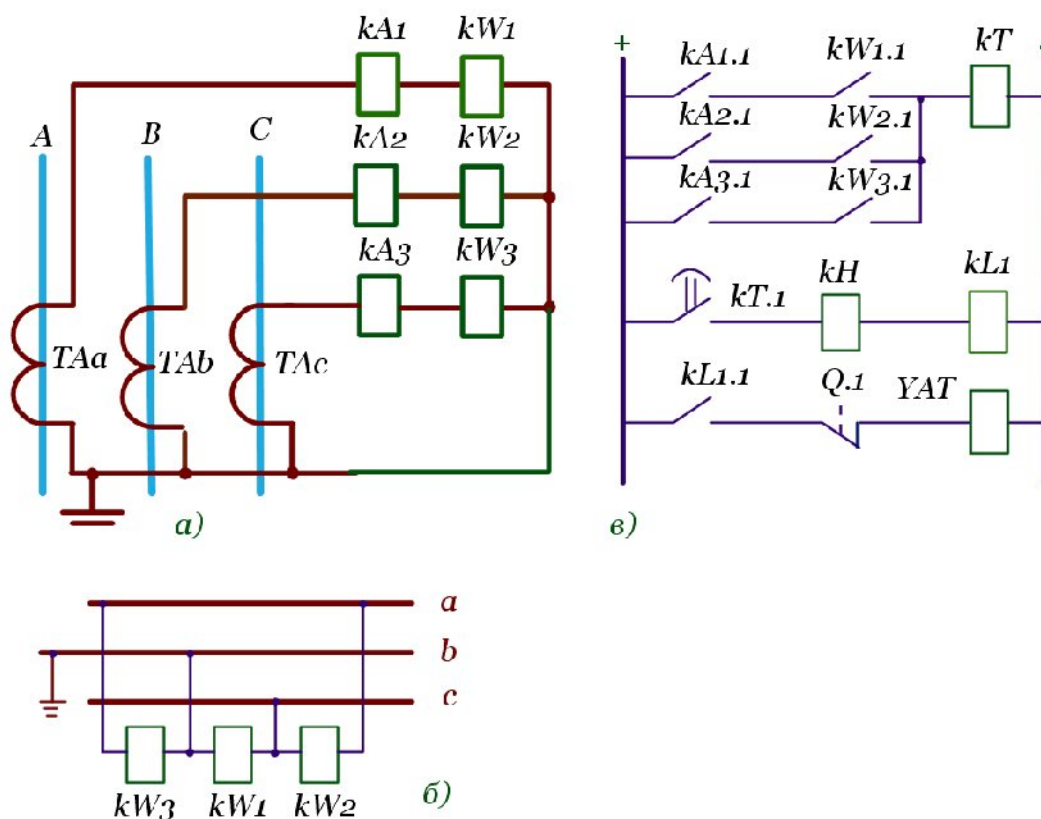 kA1 kW1
A B C
kA2 kW2
kA3 kW3
TAa TAb TAc
а)
+
kA1.1 kW1.1 kT
kA2.1 kW2.1
kA3.1 kW3.1
kT.1 kH kL1
kL1.1 Q.1 YAT
в)
a
b
c
kW3 kW1 kW2
б)